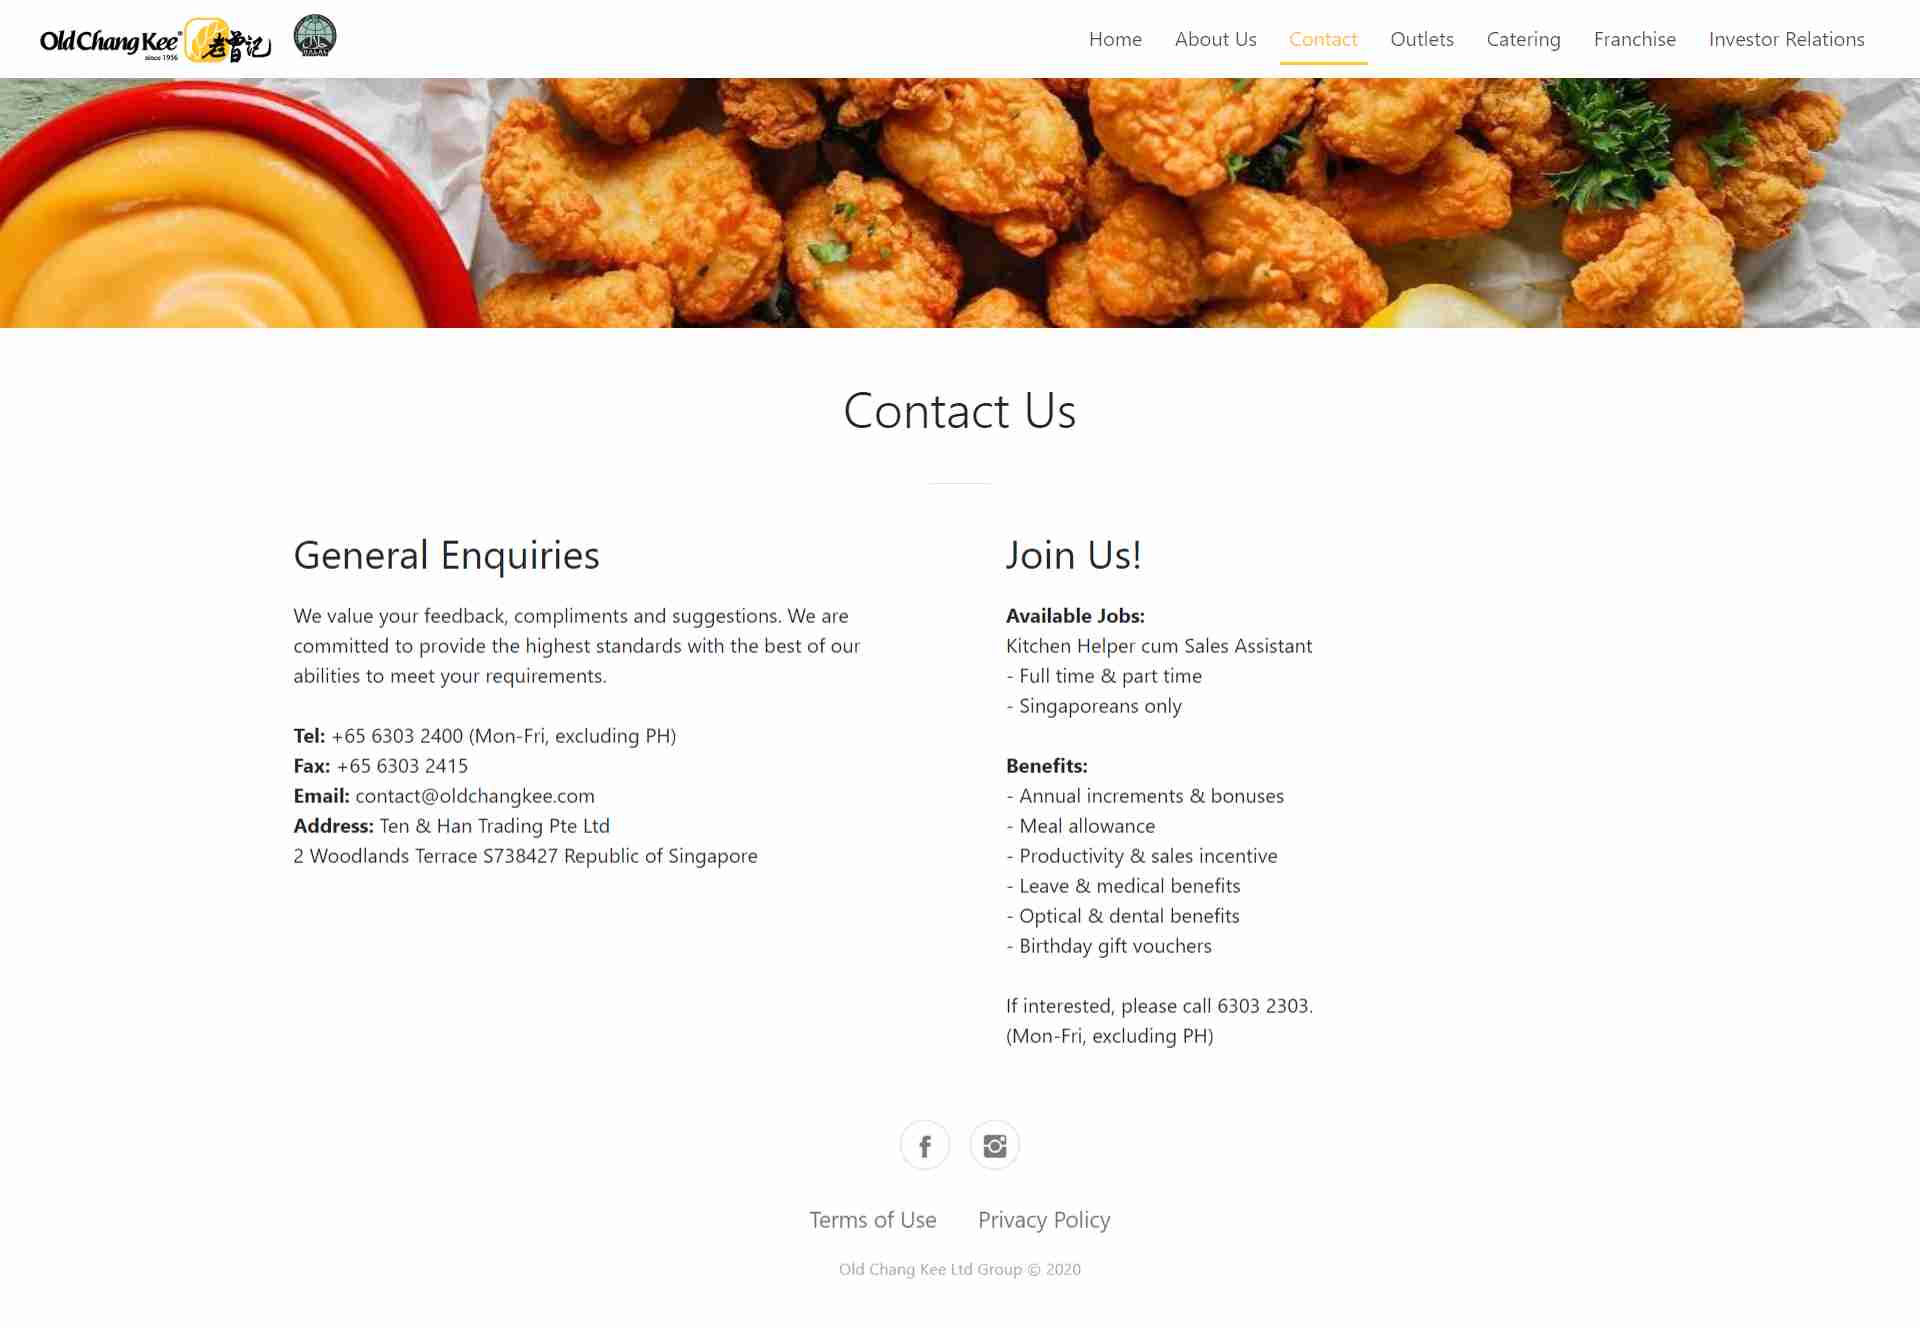 Old Chang Kee
since 1956
老曾记
HALAL
Home
About Us
Contact
Outlets
Catering
Franchise
Investor Relations
Contact Us
General Enquiries
We value your feedback, compliments and suggestions. We are
committed to provide the highest standards with the best of our
abilities to meet your requirements.
Tel: +65 6303 2400 (Mon-Fri, excluding PH)
Fax: +65 6303 2415
Email: contact@oldchangkee.com
Address: Ten & Han Trading Pte Ltd
2 Woodlands Terrace S738427 Republic of Singapore
Join Us!
Available Jobs:
Kitchen Helper cum Sales Assistant
- Full time & part time
- Singaporeans only
Benefits:
- Annual increments & bonuses
- Meal allowance
- Productivity & sales incentive
- Leave & medical benefits
- Optical & dental benefits
- Birthday gift vouchers
If interested, please call 6303 2303.
(Mon-Fri, excluding PH)
Terms of Use
Privacy Policy
Old Chang Kee Ltd Group © 2020